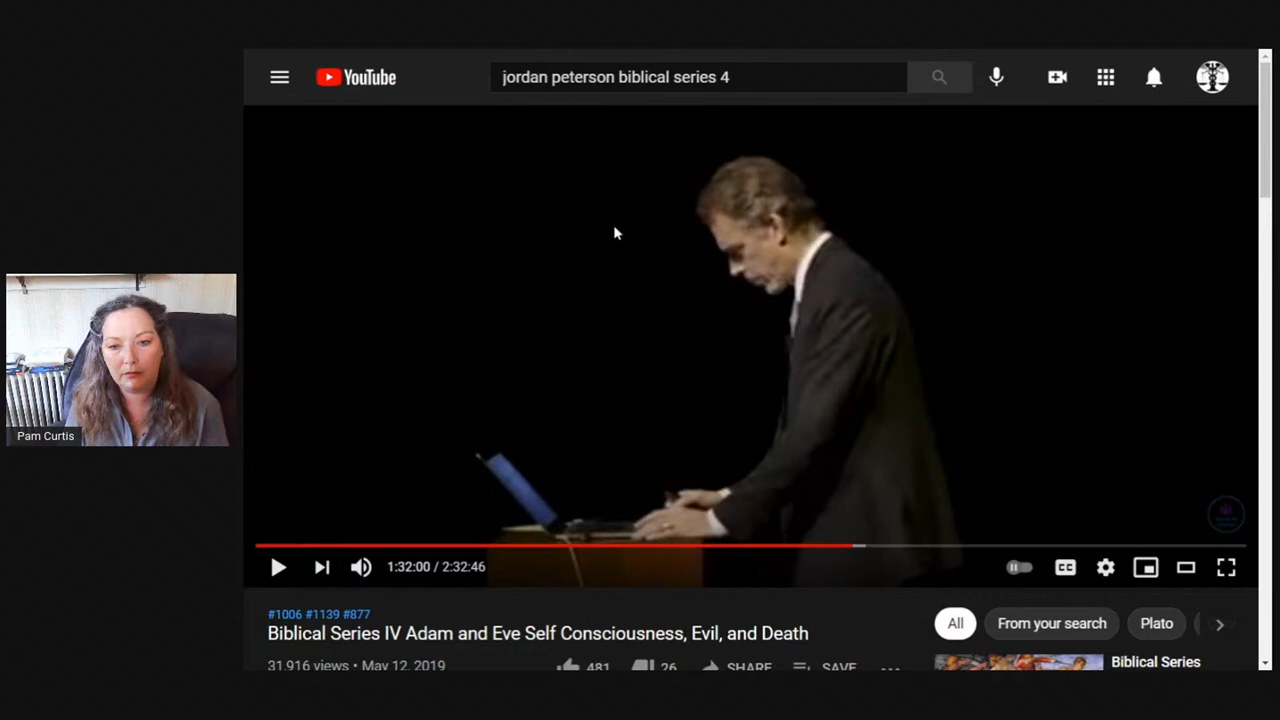 YouTube
jordan peterson biblical series 4
Pam Curtis
1:32:00 / 2:32:46
CC
#1006 #1139 #877
Biblical Series IV Adam and Eve Self Consciousness, Evil, and Death
All
From your search
Plato
31,916 views • May 12, 2019
481
26
SHARE
SAVE
Biblical Series